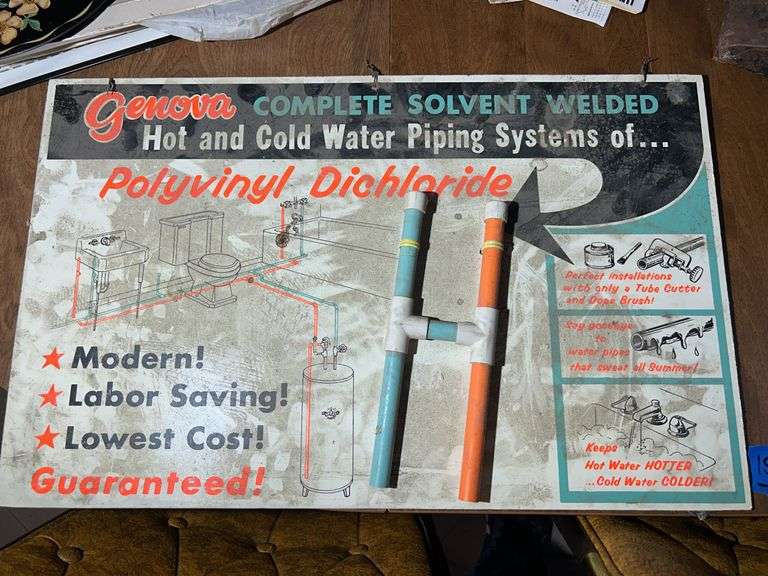 Genova COMPLETE SOLVENT WELDED
Hot and Cold Water Piping Systems of...
Polyvinyl Dichloride
Perfect installations
with only a Tube Cutter
and Dope Brush!
Say goodbye
to
water pipes
that sweat all Summer!
★ Modern!
★ Labor Saving!
★ Lowest Cost!
Guaranteed!
Keeps
Hot Water HOTTER
...Cold Water COLDER!